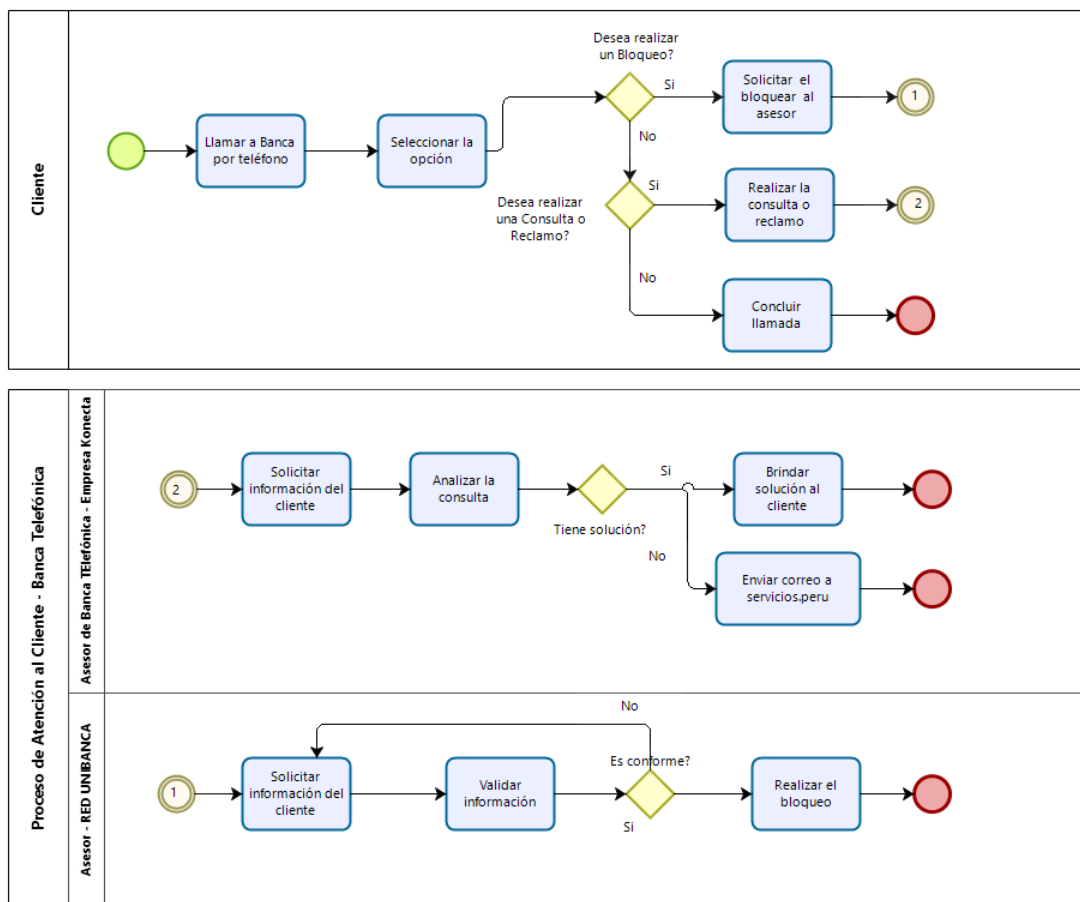 Cliente
Desea realizar
un Bloqueo?
Si
Solicitar el
bloquear al
asesor
1
Llamar a Banca
por teléfono
Seleccionar la
opción
No
Desea realizar
una Consulta o
Reclamo?
Si
Realizar la
consulta o
reclamo
2
No
Concluir
llamada
Proceso de Atención al Cliente - Banca Telefónica
Asesor de Banca TElefónica - Empresa Konecta
2
Solicitar
información del
cliente
Analizar la
consulta
Tiene solución?
Si
Brindar
solución al
cliente
No
Enviar correo a
servicios.peru
Asesor - RED UNIBANCA
1
Solicitar
información del
cliente
Validar
información
No
Es conforme?
Si
Realizar el
bloqueo